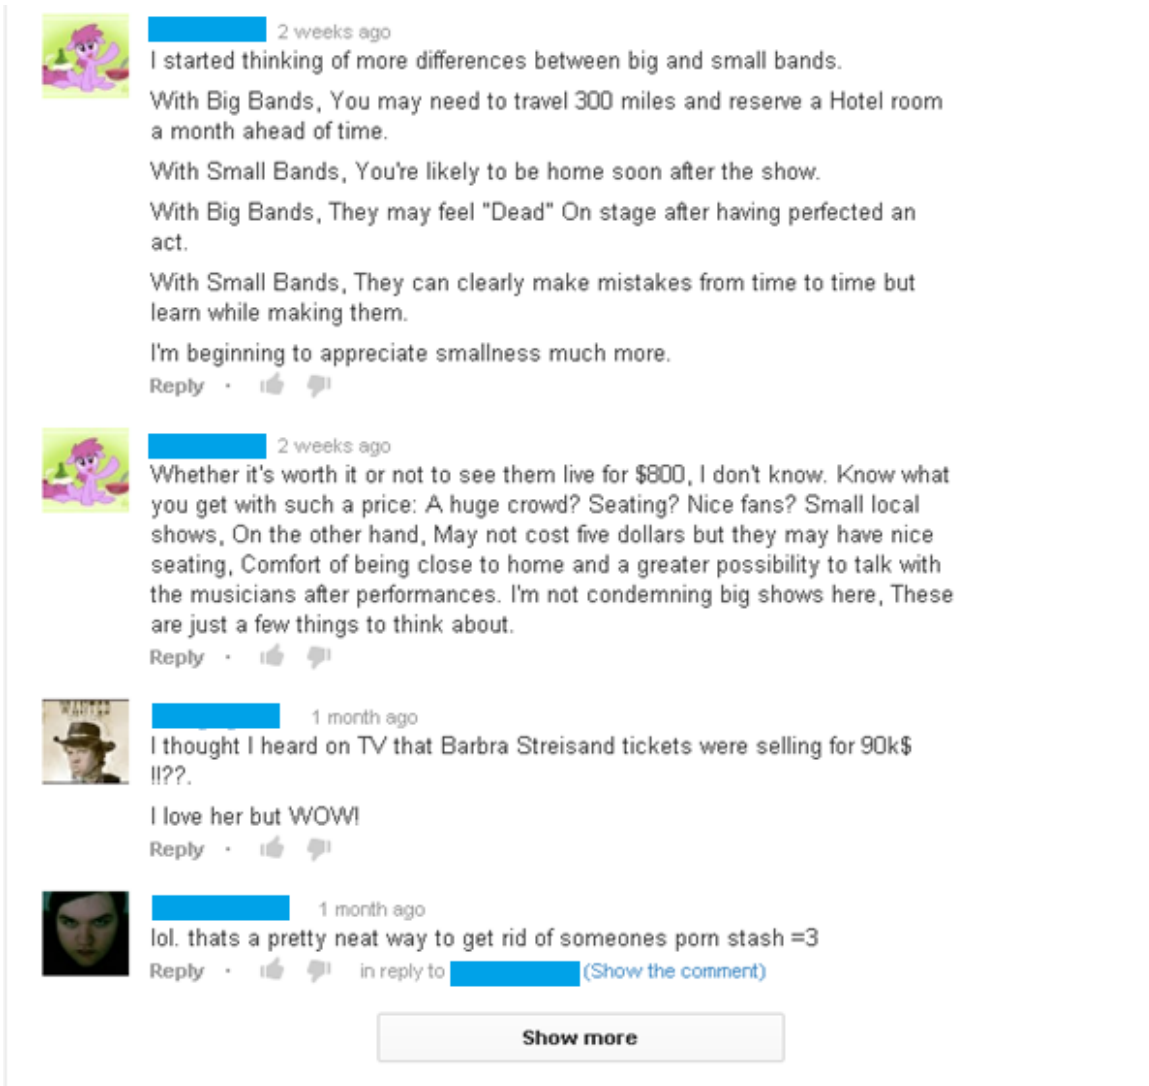 2 weeks ago
I started thinking of more differences between big and small bands.
With Big Bands, You may need to travel 300 miles and reserve a Hotel room
a month ahead of time.
With Small Bands, You're likely to be home soon after the show.
With Big Bands, They may feel "Dead" On stage after having perfected an
act.
With Small Bands, They can clearly make mistakes from time to time but
learn while making them.
I'm beginning to appreciate smallness much more.
Reply ·
2 weeks ago
Whether it's worth it or not to see them live for $800, I don't know. Know what
you get with such a price: A huge crowd? Seating? Nice fans? Small local
shows, On the other hand, May not cost five dollars but they may have nice
seating, Comfort of being close to home and a greater possibility to talk with
the musicians after performances. I'm not condemning big shows here, These
are just a few things to think about.
Reply ·
WANTED
1 month ago
I thought I heard on TV that Barbra Streisand tickets were selling for 90k$
!!??.
I love her but WOW!
Reply ·
1 month ago
lol. thats a pretty neat way to get rid of someones porn stash =3
Reply · in reply to (Show the comment)
Show more